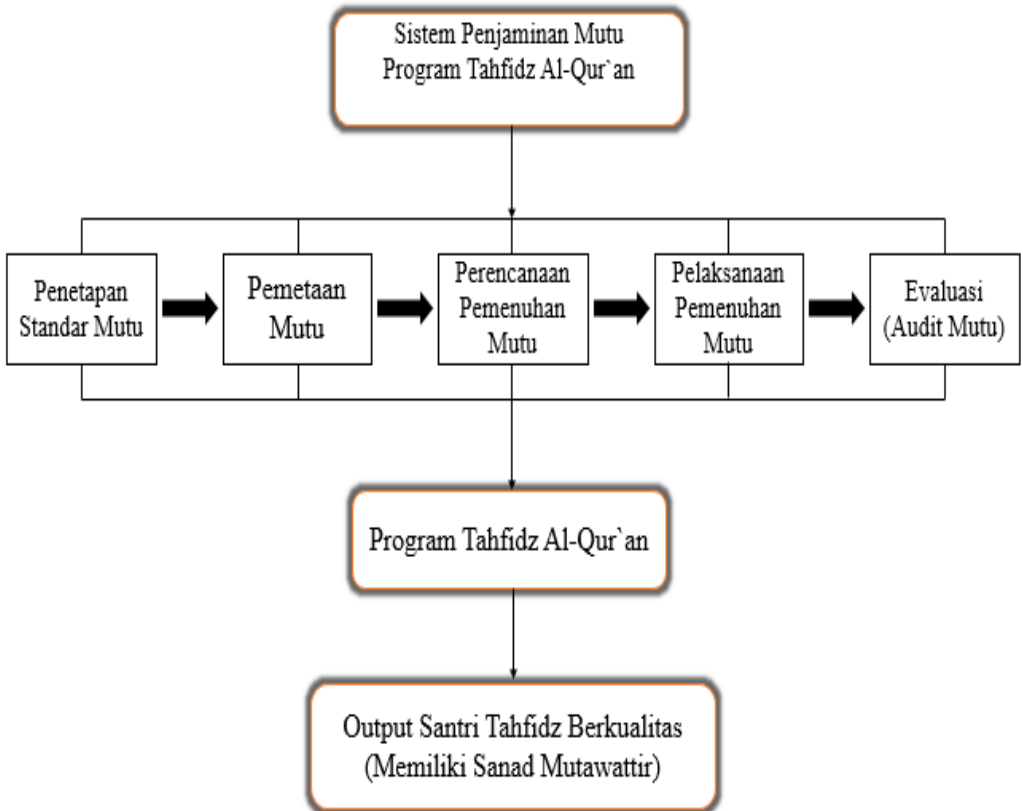 Sistem Penjaminan Mutu
Program Tahfidz Al-Qur`an
Penetapan
Standar Mutu
Pemetaan
Mutu
Perencanaan
Pemenuhan
Mutu
Pelaksanaan
Pemenuhan
Mutu
Evaluasi
(Audit Mutu)
Program Tahfidz Al-Qur`an
Output Santri Tahfidz Berkualitas
(Memiliki Sanad Mutawattir)